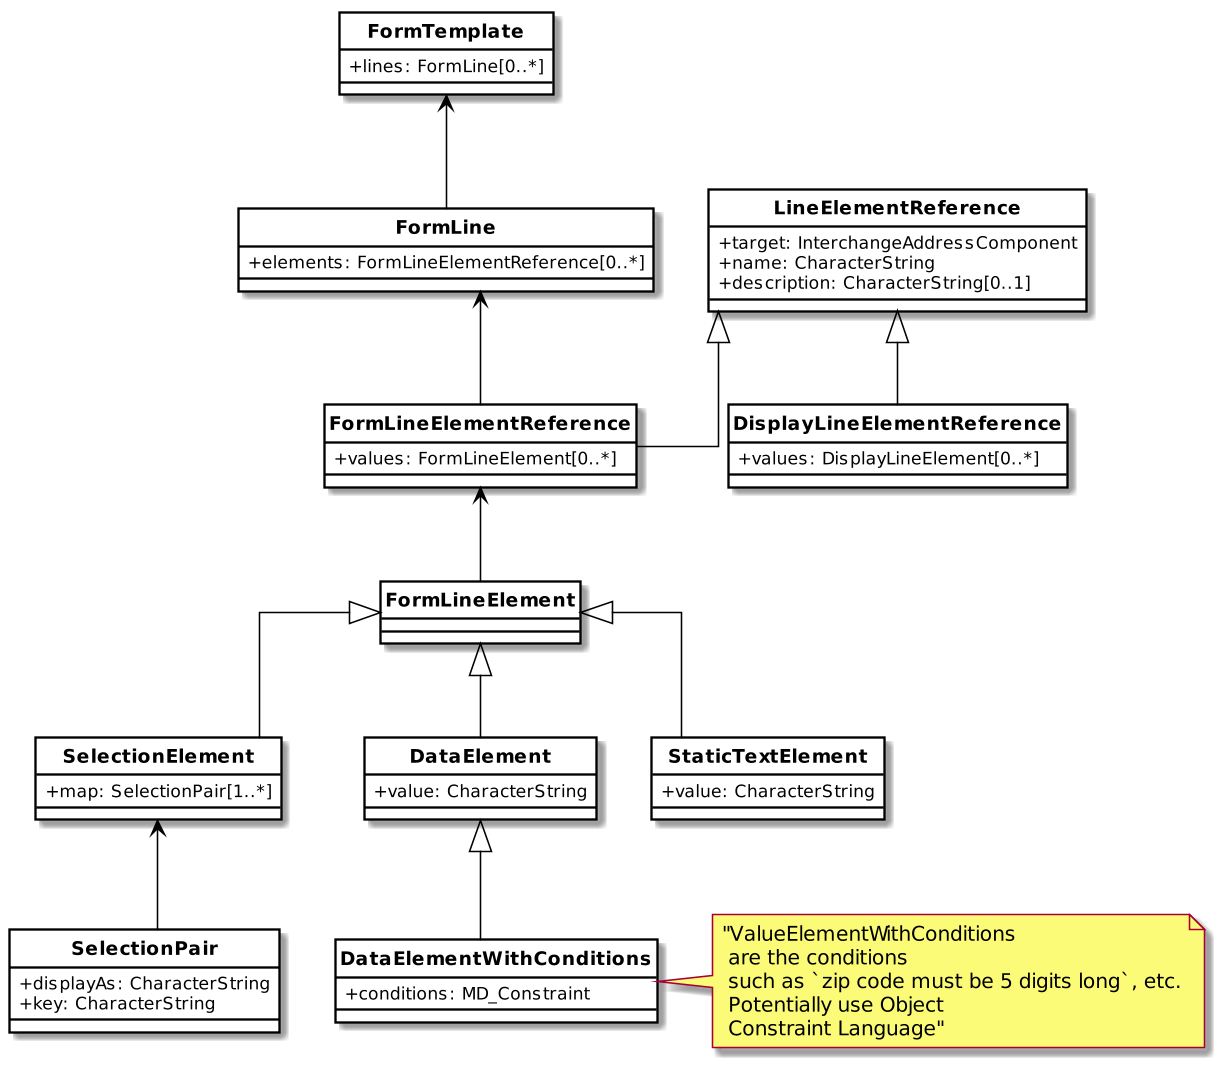 FormTemplate
+lines: FormLine[0..*]
FormLine
+elements: FormLineElementReference[0..*]
LineElementReference
+target: InterchangeAddressComponent
+name: CharacterString
+description: CharacterString[0..1]
FormLineElementReference
+values: FormLineElement[0..*]
DisplayLineElementReference
+values: DisplayLineElement[0..*]
FormLineElement
SelectionElement
+map: SelectionPair[1..*]
DataElement
+value: CharacterString
StaticTextElement
+value: CharacterString
SelectionPair
+displayAs: CharacterString
+key: CharacterString
DataElementWithConditions
+conditions: MD_Constraint
"ValueElementWithConditions
are the conditions
such as `zip code must be 5 digits long`, etc.
Potentially use Object
Constraint Language"